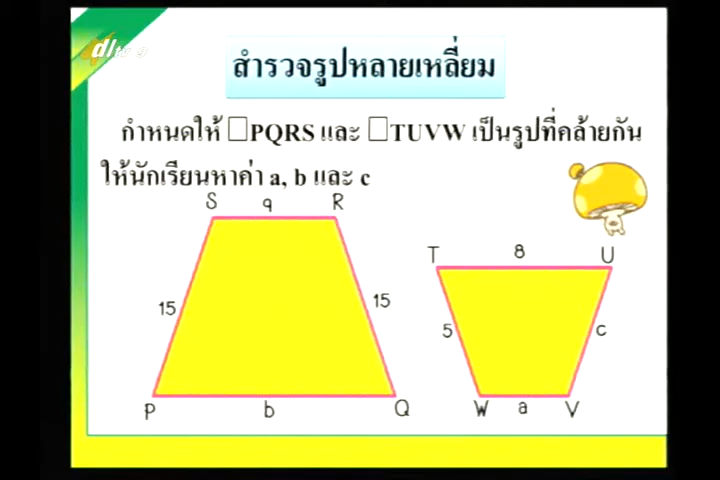 dltv 9
สำรวจรูปหลายเหลี่ยม
กำหนดให้ □PQRS และ □TUVW เป็นรูปที่คล้ายกัน
ให้นักเรียนหาค่า a, b และ c
S 9 R
T 8 U
15 15
5 c
P b Q
W a V